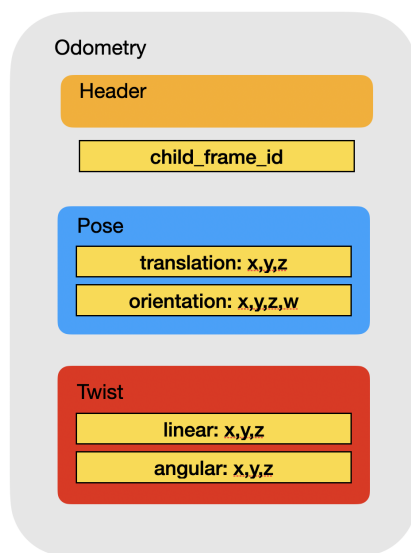 Odometry
Header
child_frame_id
Pose
translation: x,y,z
orientation: x,y,z,w
Twist
linear: x,y,z
angular: x,y,z